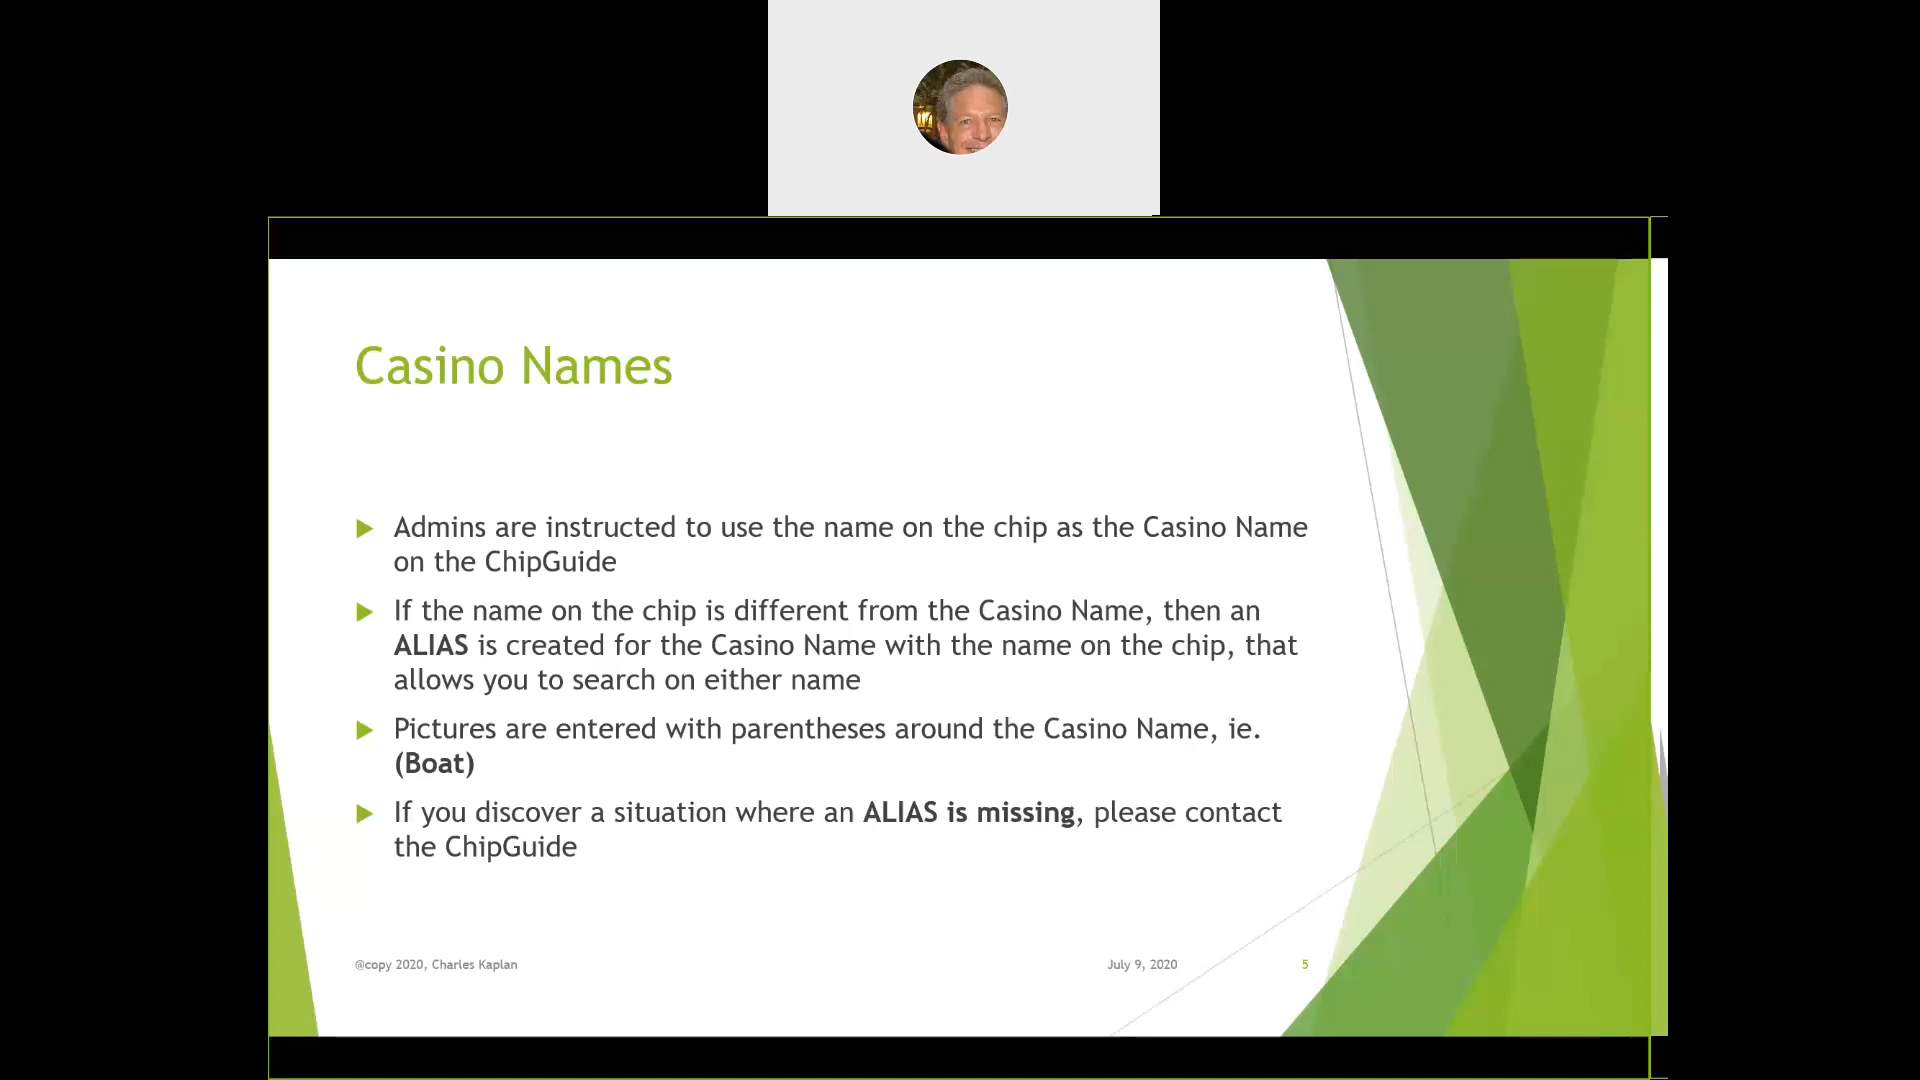 Casino Names
Admins are instructed to use the name on the chip as the Casino Name
on the ChipGuide
If the name on the chip is different from the Casino Name, then an
ALIAS is created for the Casino Name with the name on the chip, that
allows you to search on either name
Pictures are entered with parentheses around the Casino Name, ie.
(Boat)
If you discover a situation where an ALIAS is missing, please contact
the ChipGuide
@copy 2020, Charles Kaplan
July 9, 2020
5